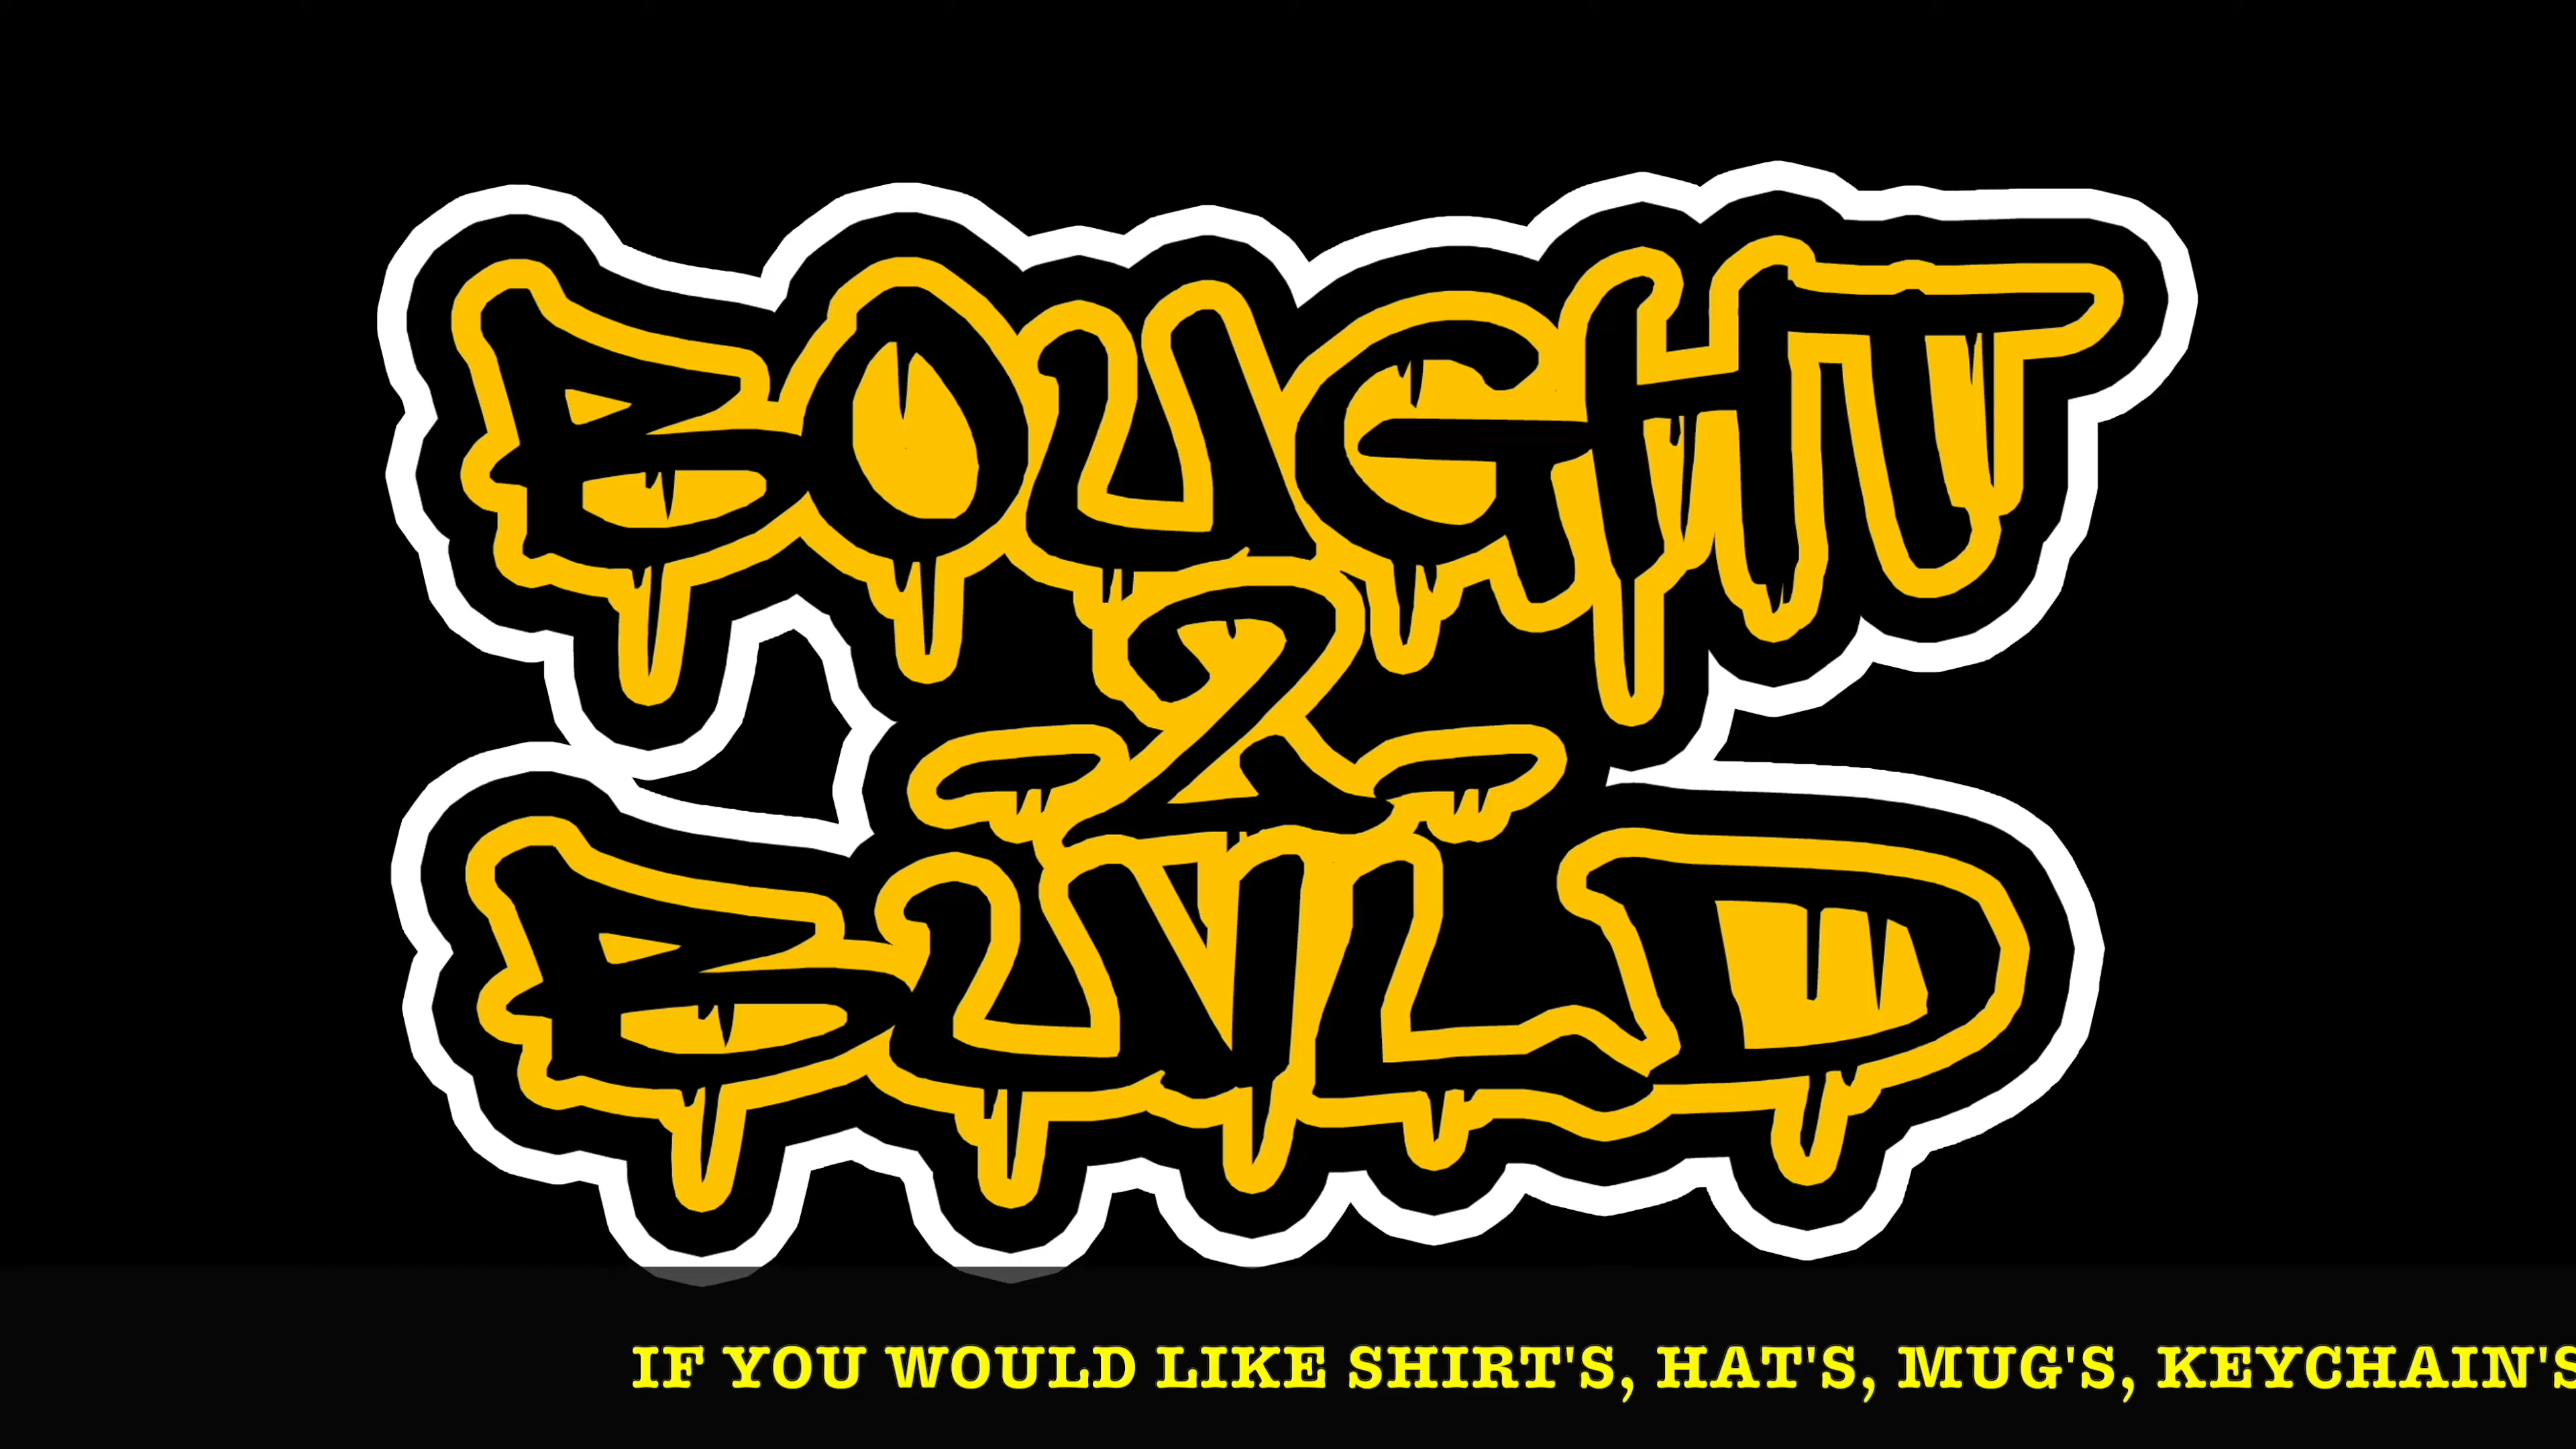 BOUGHT
-2-
BUILD
IF YOU WOULD LIKE SHIRT'S, HAT'S, MUG'S, KEYCHAIN'S